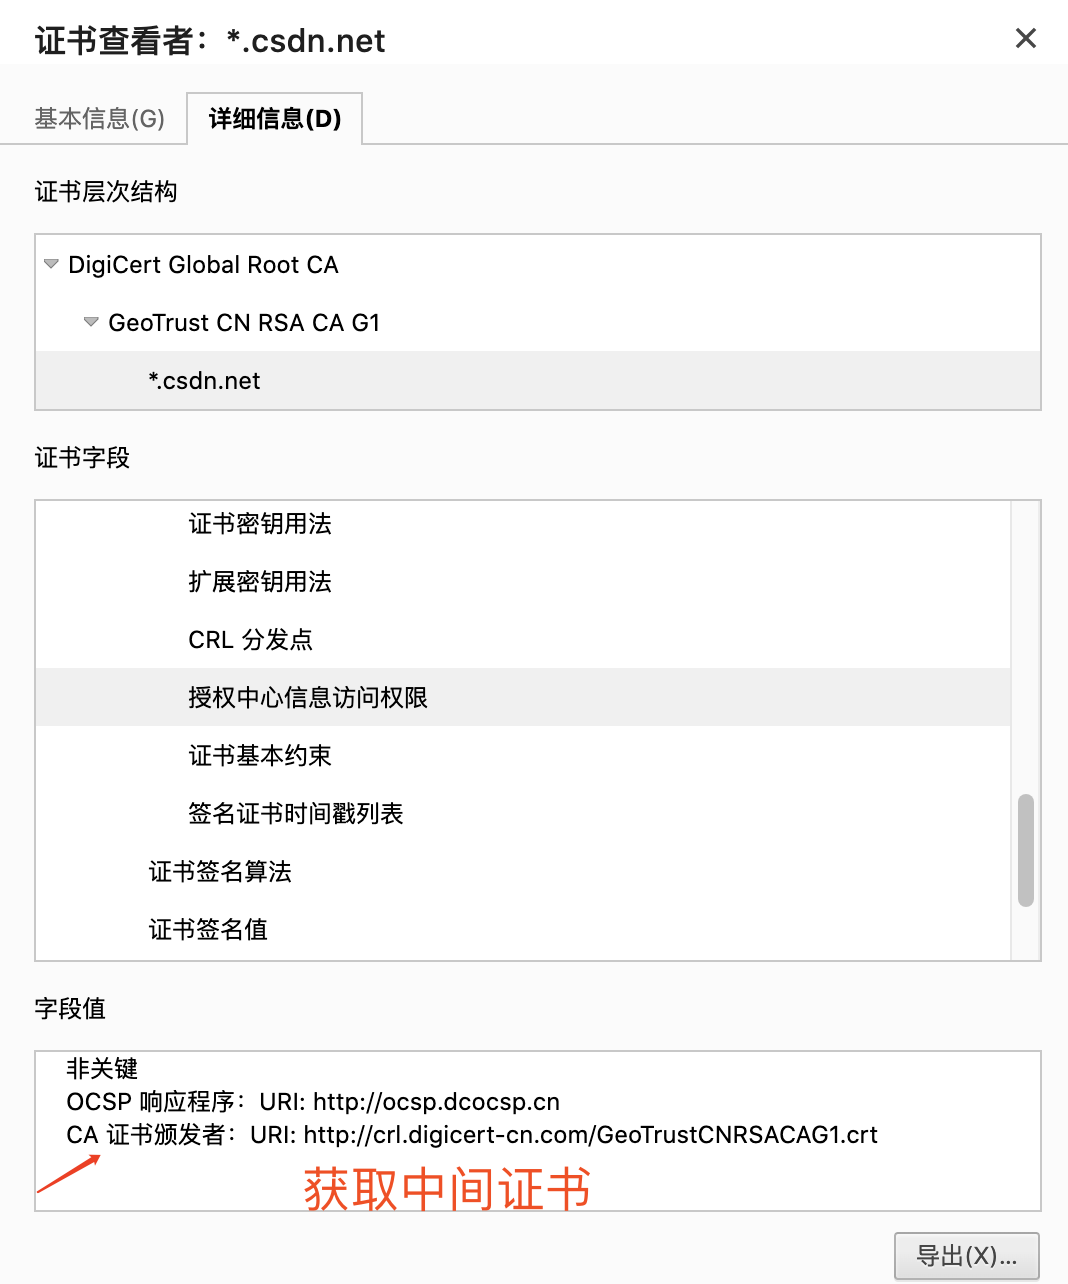 证书查看者：*.csdn.net
基本信息(G)
详细信息(D)
证书层次结构
DigiCert Global Root CA
GeoTrust CN RSA CA G1
*.csdn.net
证书字段
证书密钥用法
扩展密钥用法
CRL 分发点
授权中心信息访问权限
证书基本约束
签名证书时间戳列表
证书签名算法
证书签名值
字段值
非关键
OCSP 响应程序：URI: http://ocsp.dcocsp.cn
CA 证书颁发者：URI: http://crl.digicert-cn.com/GeoTrustCNRSACAG1.crt
获取中间证书
导出(X)...